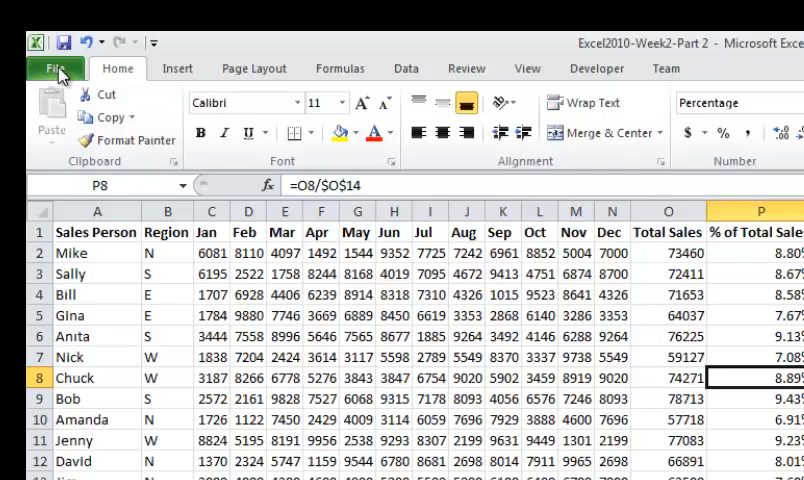 Excel2010-Week2-Part 2 - Microsoft Exce
File Home Insert Page Layout Formulas Data Review View Developer Team
Cut
Copy
Format Painter
Paste
Clipboard
Calibri 11
B I U
Font
Wrap Text
Merge & Center
Alignment
Percentage
$ % ,
Number
P8 fx =O8/$O$14
A B C D E F G H I J K L M N O P
1 Sales Person Region Jan Feb Mar Apr May Jun Jul Aug Sep Oct Nov Dec Total Sales % of Total Sales
2 Mike N 6081 8110 4097 1492 1544 9352 7725 7242 6961 8852 5004 7000 73460 8.80%
3 Sally S 6195 2522 1758 8244 8168 4019 7095 4672 9413 4751 6874 8700 72411 8.67%
4 Bill E 1707 6928 4406 6239 8914 8318 7310 4326 1015 9523 8641 4326 71653 8.58%
5 GIna E 1784 9880 7746 3669 6889 8450 6619 3353 2868 6140 3286 3353 64037 7.67%
6 Anita S 3444 7558 8996 5646 7565 8677 1885 9264 3492 4146 6288 9264 76225 9.13%
7 Nick W 1838 7204 2424 3614 3117 5598 2789 5549 8370 3337 9738 5549 59127 7.08%
8 Chuck W 3187 8266 6778 5276 3843 3847 6754 9020 5902 3459 8919 9020 74271 8.89%
9 Bob S 2572 2161 9828 7527 6068 9315 7178 8093 4056 6576 7246 8093 78713 9.43%
10 Amanda N 1726 1122 7450 2429 4009 3114 6059 7696 7929 3888 4600 7696 57718 6.91%
11 Jenny W 8824 5195 8191 9956 2538 9293 8307 2199 9631 9449 1301 2199 77083 9.23%
12 David N 1370 2324 5747 1159 9544 6780 8681 2698 8014 7911 9965 2698 66891 8.01%